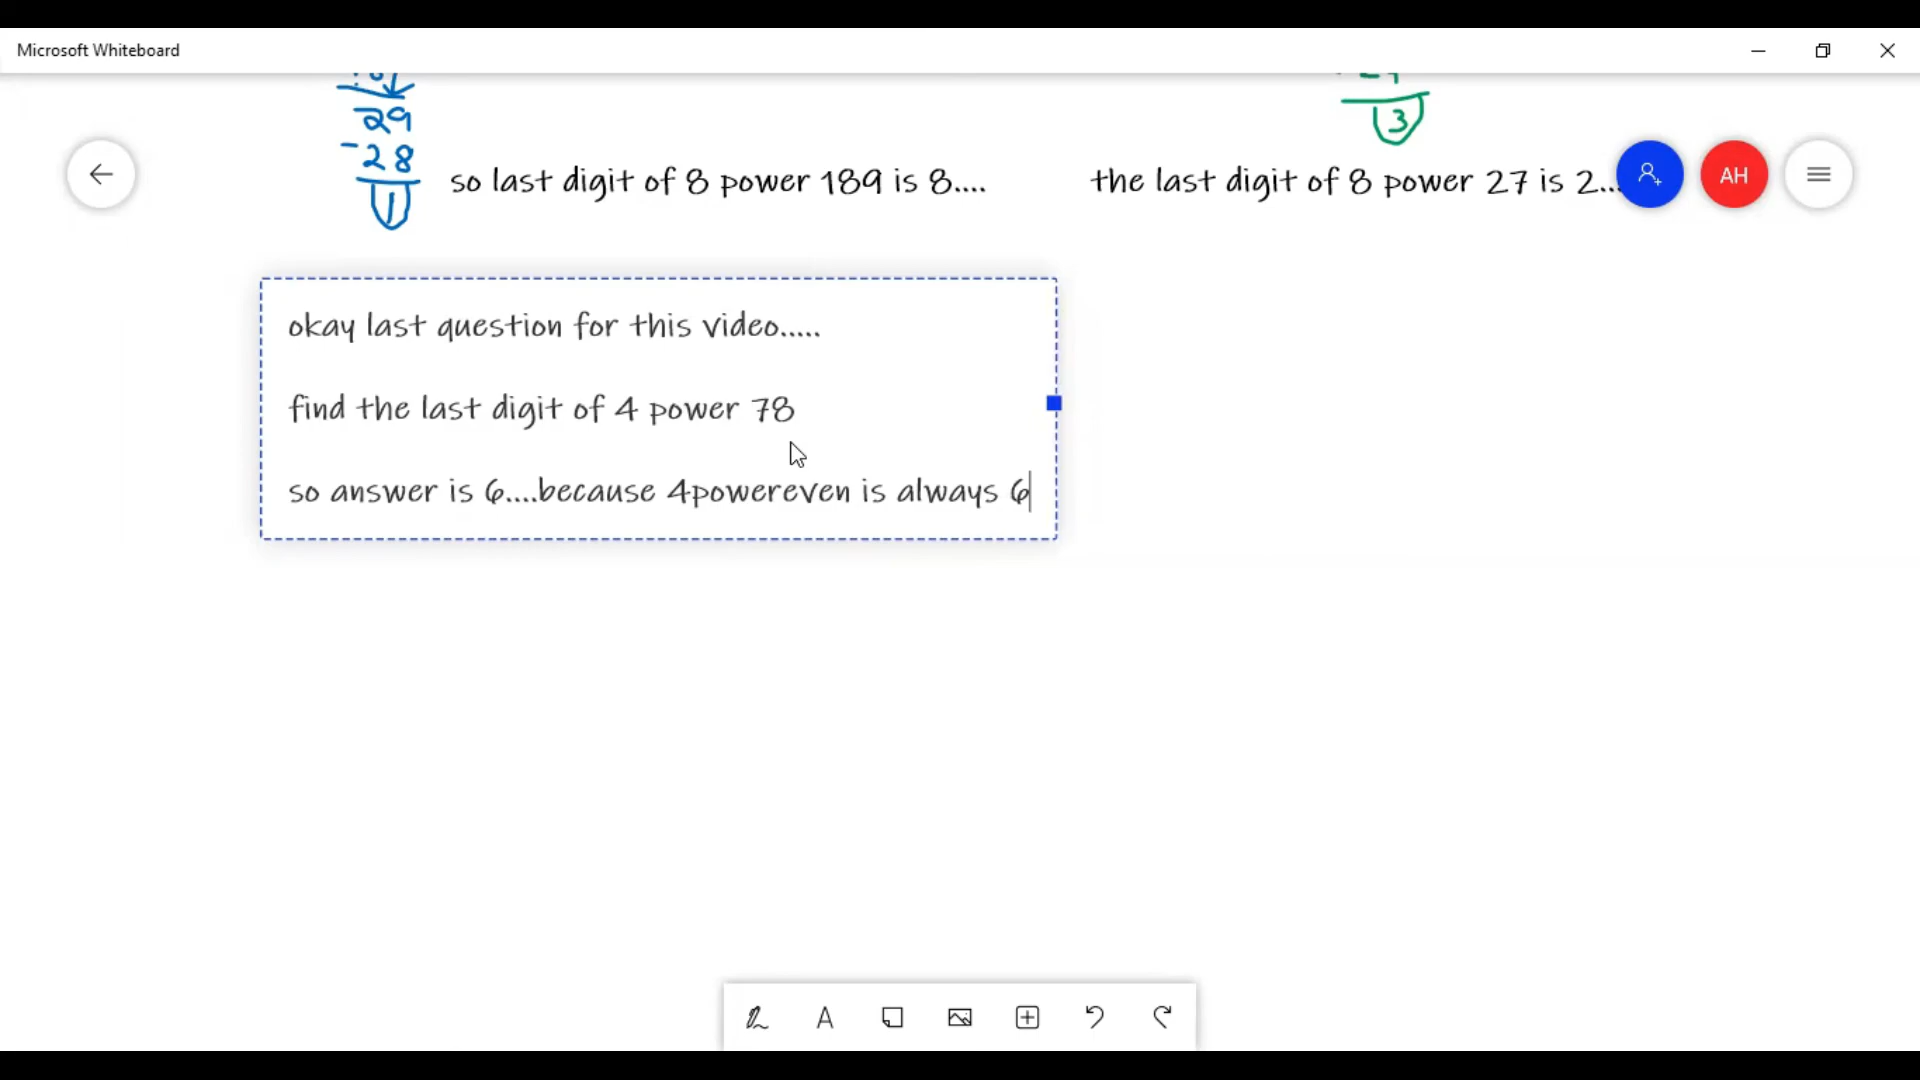 Microsoft Whiteboard
29
-28
1
so last digit of 8 power 189 is 8....
3
the last digit of 8 power 27 is 2...
AH
okay last question for this video.....
find the last digit of 4 power 78
so answer is 6....because 4powereven is always 6
A